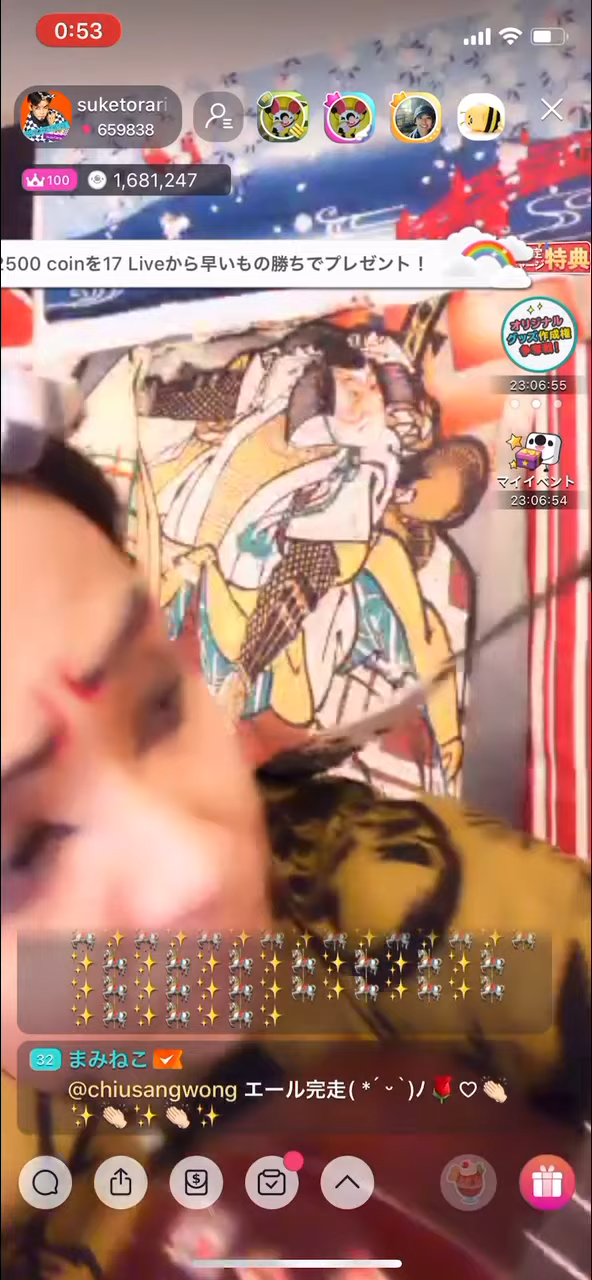 0:53
suketorari
659838
100
1,681,247
2500 coinを17 Liveから早いもの勝ちでプレゼント！
特典
オリジナル
グッズ作成権
争奪戦！
23:06:55
マイイベント
23:06:54
32 まみねこ
@chiusangwong エール完走( *´ ᵕ `)ﾉ🌹♡👏🏻
✨👏🏻✨👏🏻✨